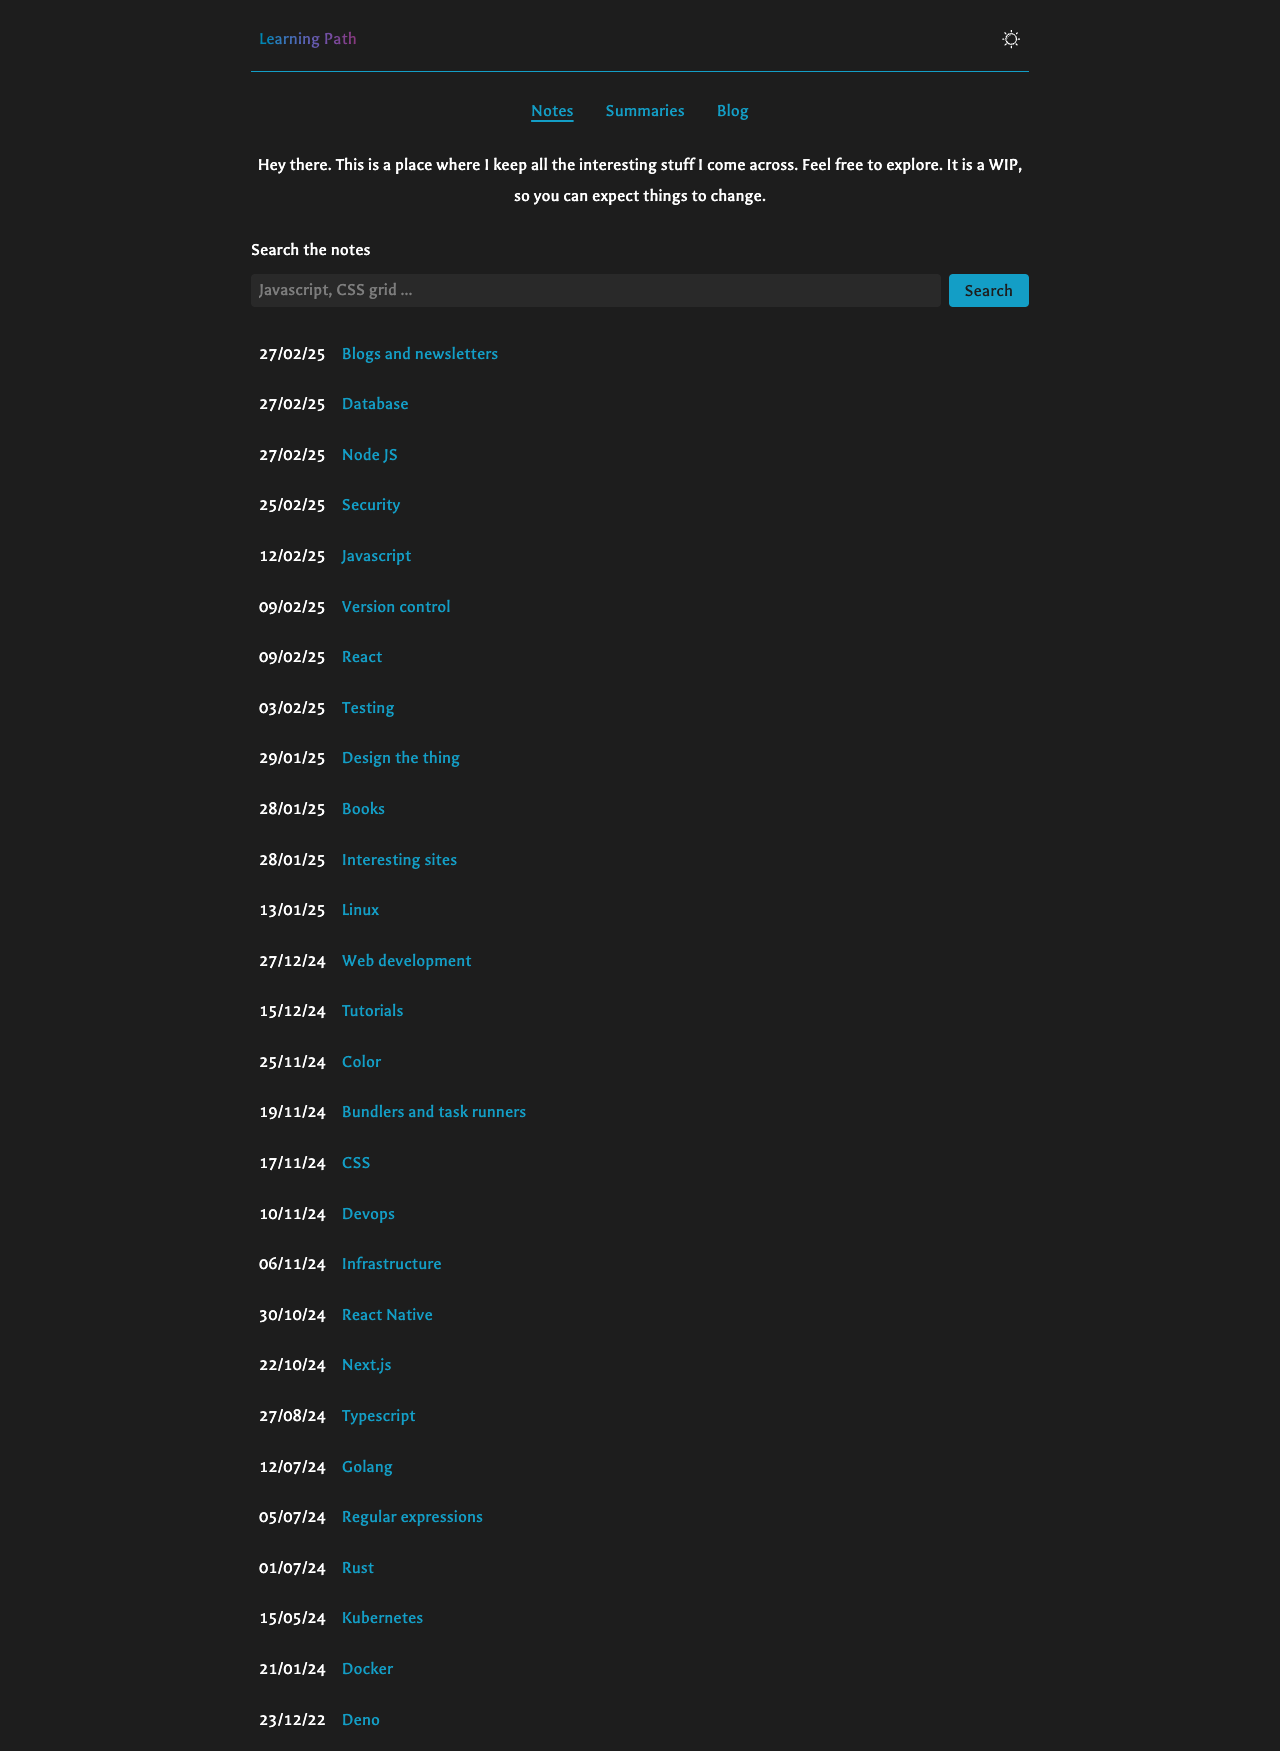 Learning Path
Notes Summaries Blog
Hey there. This is a place where I keep all the interesting stuff I come across. Feel free to explore. It is a WIP,
so you can expect things to change.
Search the notes
Javascript, CSS grid ... Search
27/02/25 Blogs and newsletters
27/02/25 Database
27/02/25 Node JS
25/02/25 Security
12/02/25 Javascript
09/02/25 Version control
09/02/25 React
03/02/25 Testing
29/01/25 Design the thing
28/01/25 Books
28/01/25 Interesting sites
13/01/25 Linux
27/12/24 Web development
15/12/24 Tutorials
25/11/24 Color
19/11/24 Bundlers and task runners
17/11/24 CSS
10/11/24 Devops
06/11/24 Infrastructure
30/10/24 React Native
22/10/24 Next.js
27/08/24 Typescript
12/07/24 Golang
05/07/24 Regular expressions
01/07/24 Rust
15/05/24 Kubernetes
21/01/24 Docker
23/12/22 Deno